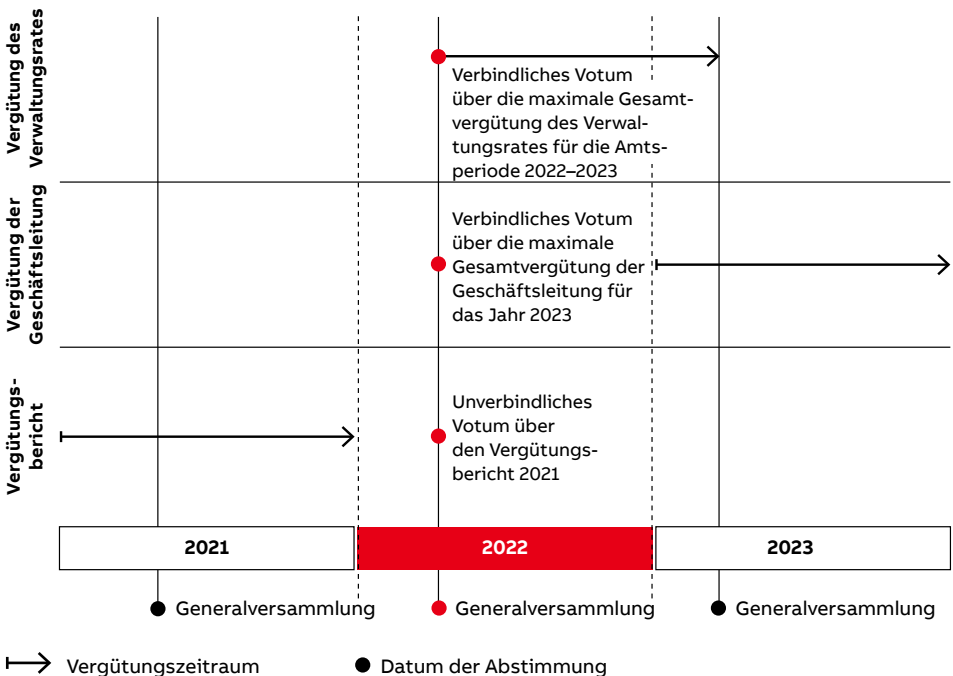 Vergütung des
Verwaltungsrates
Verbindliches Votum
über die maximale Gesamt-
vergütung des Verwal-
tungsrates für die Amts-
periode 2022–2023
Vergütung der
Geschäftsleitung
Verbindliches Votum
über die maximale
Gesamtvergütung der
Geschäftsleitung für
das Jahr 2023
Vergütungs-
bericht
Unverbindliches
Votum über
den Vergütungs-
bericht 2021
2021
2022
2023
Generalversammlung
Generalversammlung
Generalversammlung
Vergütungszeitraum
Datum der Abstimmung